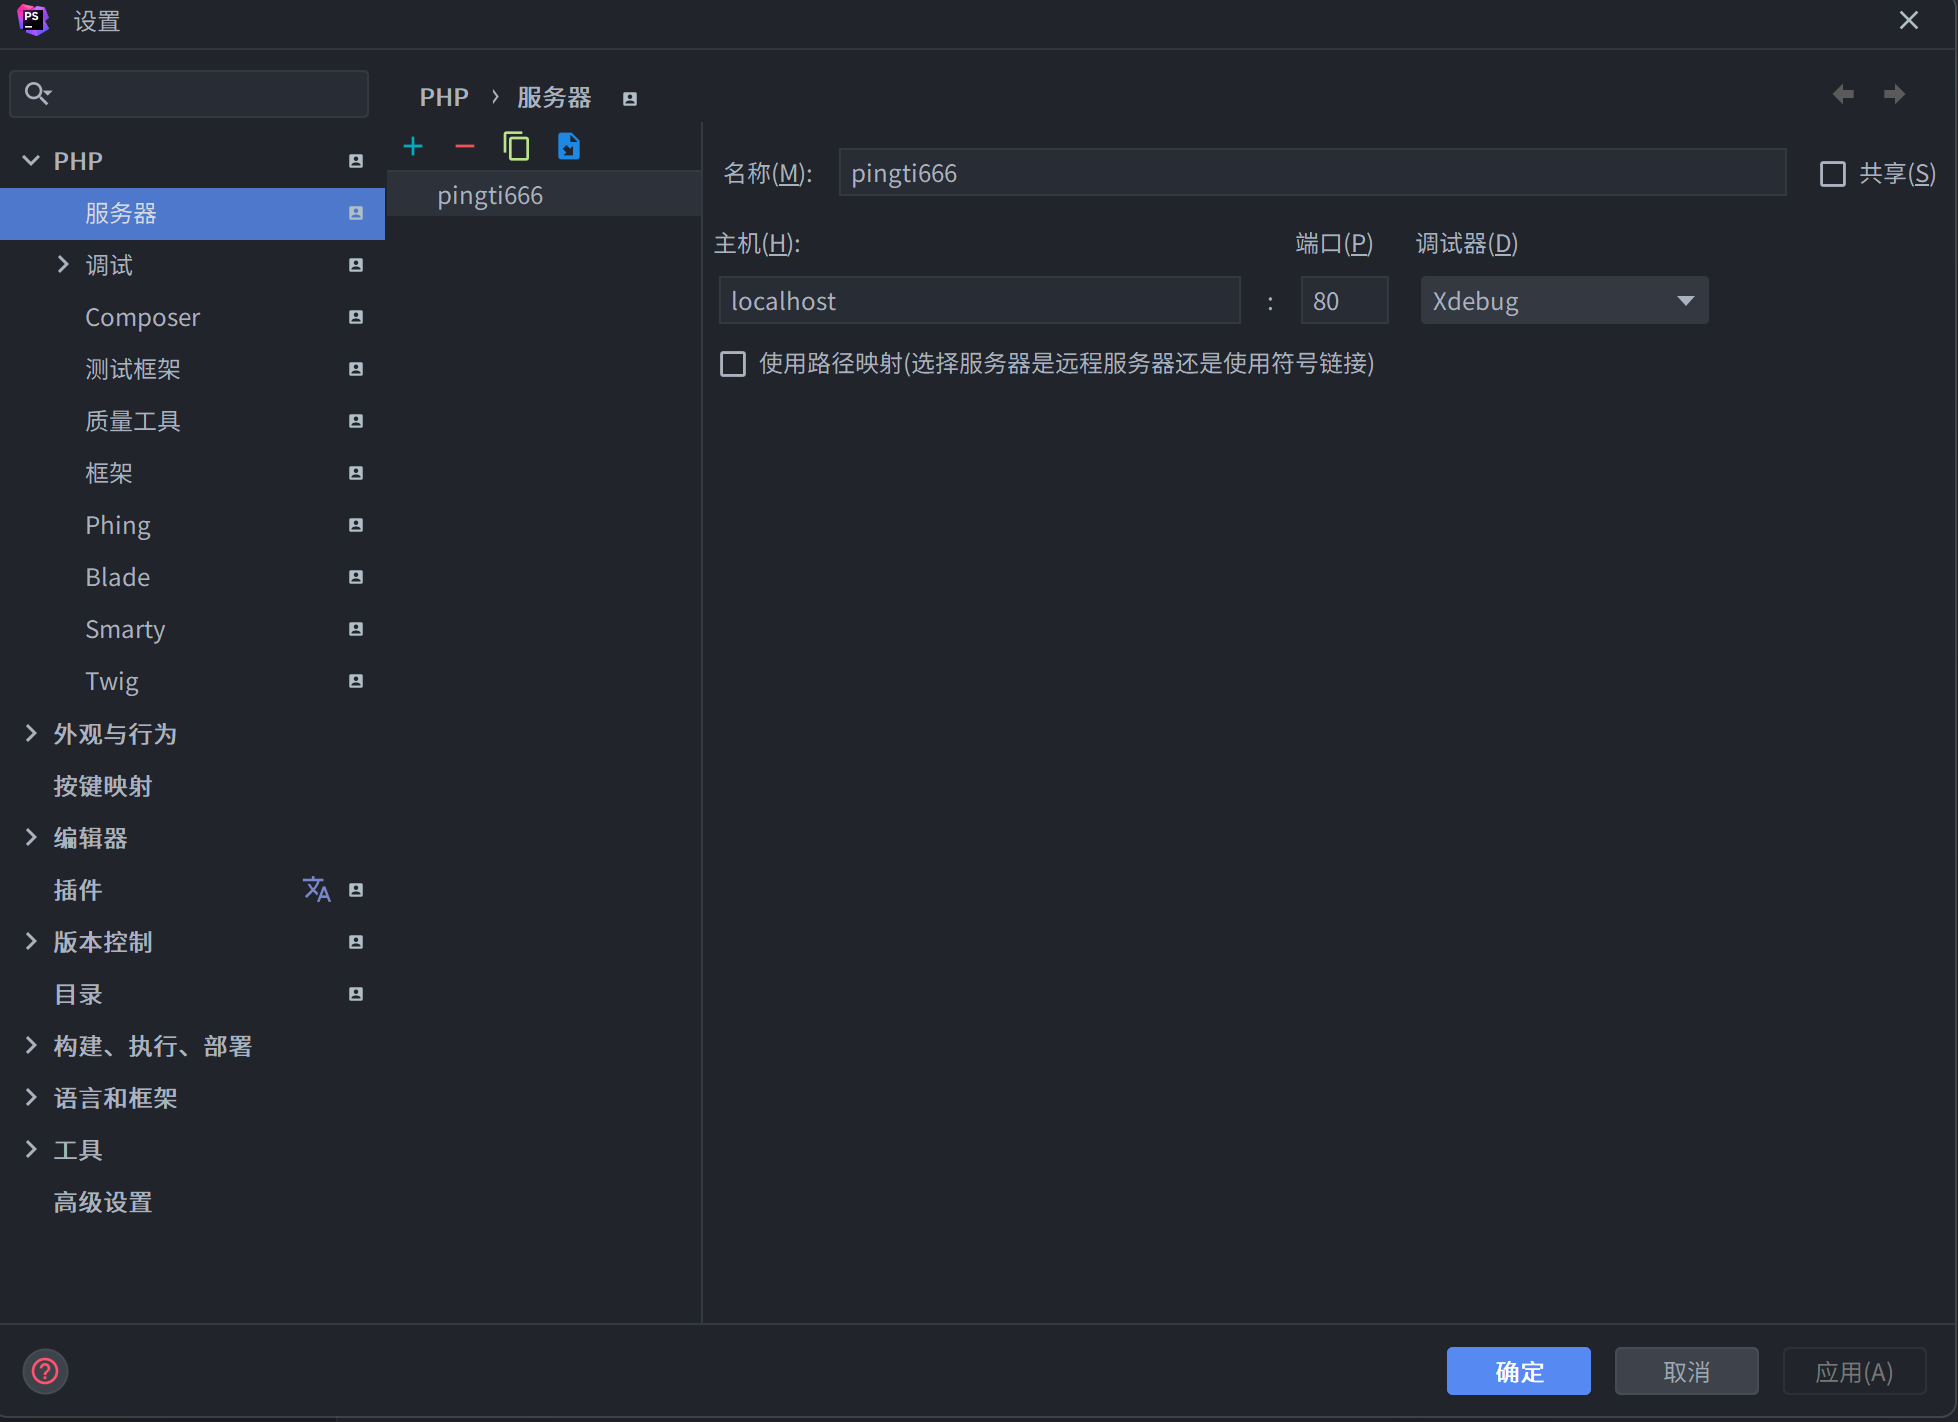 PS
设置
PHP
服务器
调试
Composer
测试框架
质量工具
框架
Phing
Blade
Smarty
Twig
外观与行为
按键映射
编辑器
插件
版本控制
目录
构建、执行、部署
语言和框架
工具
高级设置
PHP › 服务器
pingti666
名称(M): pingti666 共享(S)
主机(H): 端口(P) 调试器(D)
localhost : 80 Xdebug
使用路径映射(选择服务器是远程服务器还是使用符号链接)
确定 取消 应用(A)